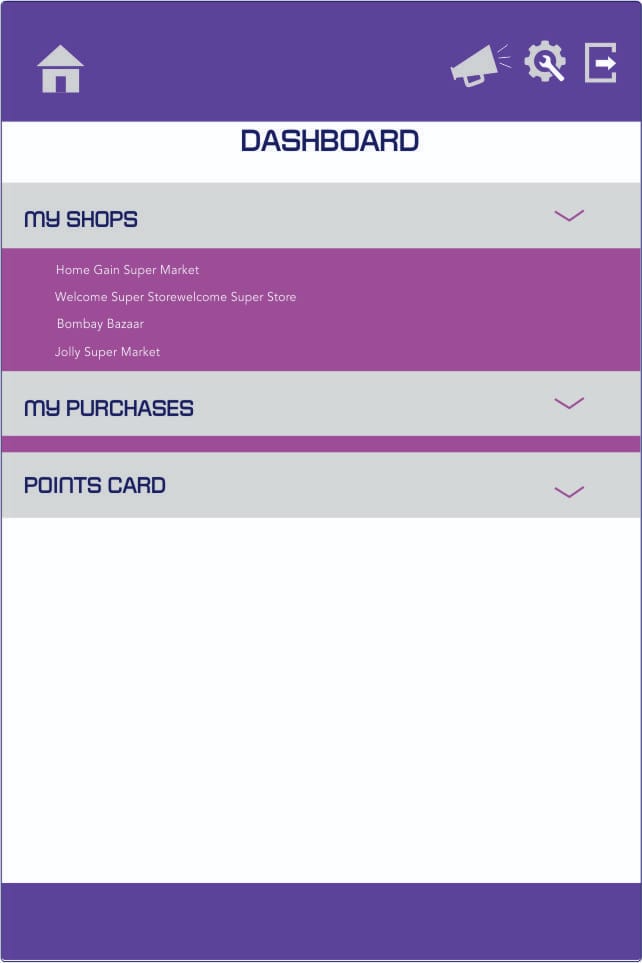 DASHBOARD
MY SHOPS
Home Gain Super Market
Welcome Super Storewelcome Super Store
Bombay Bazaar
Jolly Super Market
MY PURCHASES
POINTS CARD